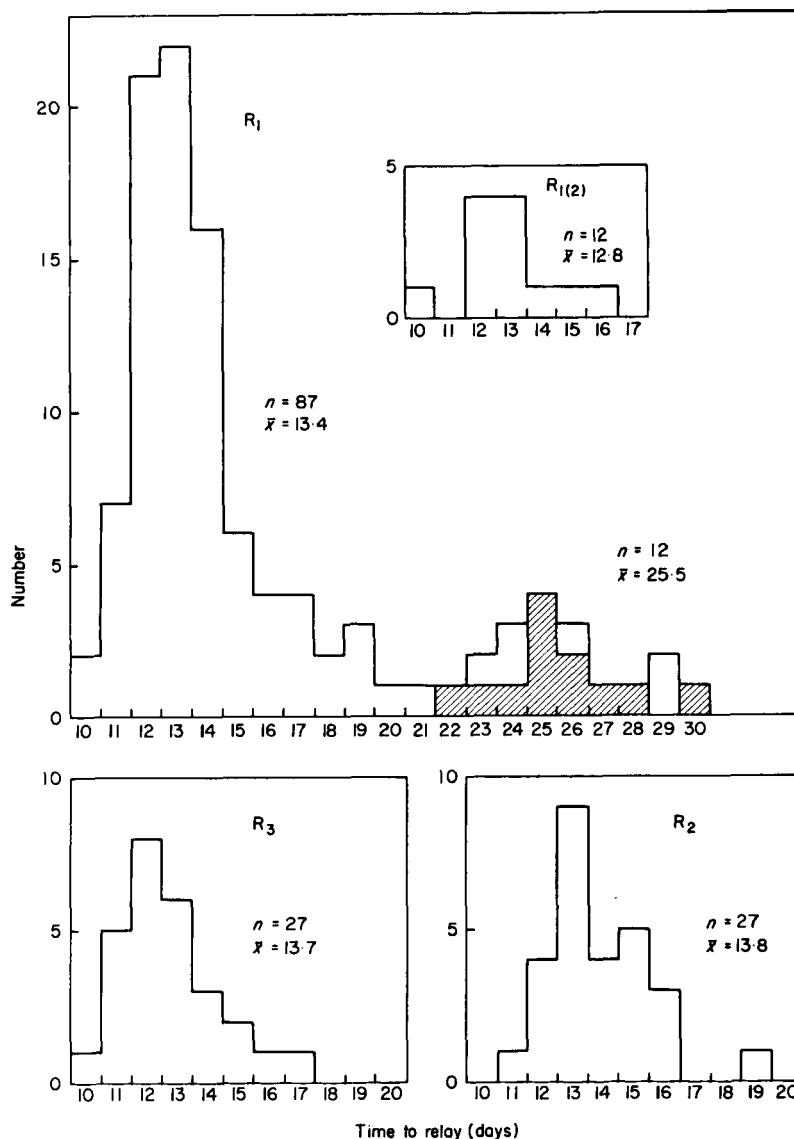 20
15
10
5
0
Number
R1
n = 87
x̄ = 13·4
n = 12
x̄ = 25·5
10 11 12 13 14 15 16 17 18 19 20 21 22 23 24 25 26 27 28 29 30
5
0
R1(2)
n = 12
x̄ = 12·8
10 11 12 13 14 15 16 17
10
5
0
R3
n = 27
x̄ = 13·7
10 11 12 13 14 15 16 17 18 19 20
10
5
0
R2
n = 27
x̄ = 13·8
10 11 12 13 14 15 16 17 18 19 20
Time to relay (days)